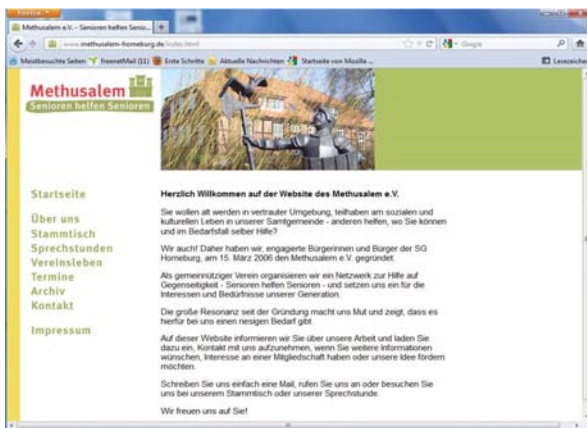 Firefox
Methusalem e.V. - Senioren helfen Senio...
www.methusalem-horneburg.de/index.html
Google
Meistbesuchte Seiten
freenetMail (11)
Erste Schritte
Aktuelle Nachrichten
Startseite von Mozilla ...
Lesezeichen
Methusalem
Senioren helfen Senioren
Startseite
Über uns
Stammtisch
Sprechstunden
Vereinsleben
Termine
Archiv
Kontakt
Impressum
Herzlich Willkommen auf der Website des Methusalem e.V.
Sie wollen alt werden in vertrauter Umgebung, teilhaben am sozialen und
kulturellen Leben in unserer Samtgemeinde - anderen helfen, wo Sie können
und im Bedarfsfall selber Hilfe?
Wir auch! Daher haben wir, engagierte Bürgerinnen und Bürger der SG
Horneburg, am 15. März 2006 den Methusalem e.V. gegründet.
Als gemeinnütziger Verein organisieren wir ein Netzwerk zur Hilfe auf
Gegenseitigkeit - Senioren helfen Senioren - und setzen uns ein für die
Interessen und Bedürfnisse unserer Generation.
Die große Resonanz seit der Gründung macht uns Mut und zeigt, dass es
hierfür bei uns einen riesigen Bedarf gibt.
Auf dieser Website informieren wir Sie über unsere Arbeit und laden Sie
dazu ein, Kontakt mit uns aufzunehmen, wenn Sie weitere Informationen
wünschen, Interesse an einer Mitgliedschaft haben oder unsere Idee fördern
möchten.
Schreiben Sie uns einfach eine Mail, rufen Sie uns an oder besuchen Sie
uns bei unserem Stammtisch oder unserer Sprechstunde.
Wir freuen uns auf Sie!